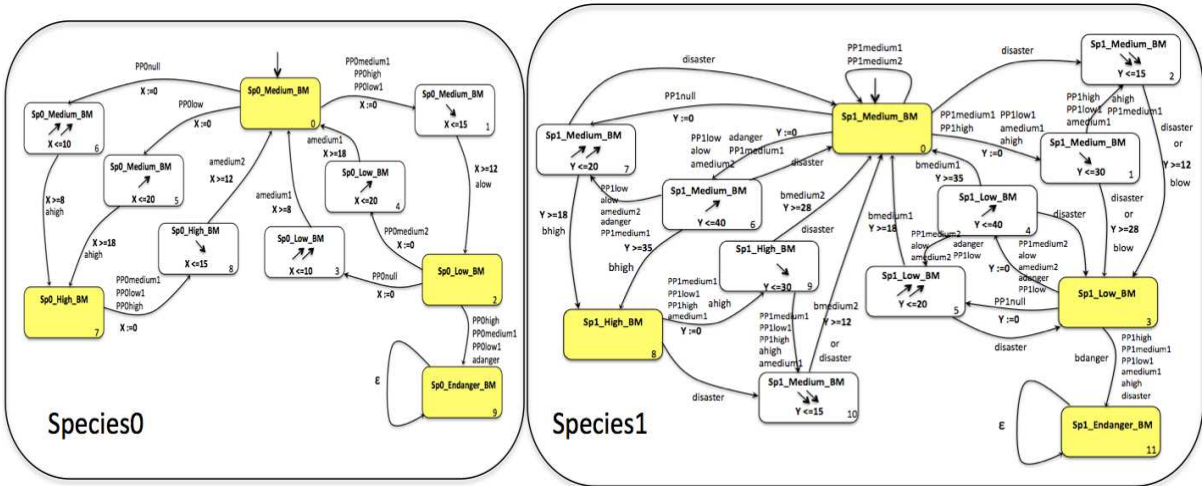 PP0null
PP0medium1
PP0high
PP0low1
X :=0
Sp0_Medium_BM
0
PP0low
X :=0
Sp0_Medium_BM
X <=10
6
Sp0_Medium_BM
X <=15
1
amedium1
X >=18
Sp0_Medium_BM
X <=20
5
amedium2
X >=12
Sp0_Low_BM
X <=20
4
X >=12
alow
amedium1
X >=8
X >=8
ahigh
X >=18
ahigh
Sp0_High_BM
X <=15
8
Sp0_Low_BM
X <=10
3
PP0medium2
X :=0
PP0null
X :=0
Sp0_Low_BM
2
Sp0_High_BM
7
PP0medium1
PP0low1
PP0high
X :=0
PP0high
PP0medium1
PP0low1
adanger
Sp0_Endanger_BM
9
ε
Species0
PP1medium1
PP1medium2
disaster
disaster
Sp1_Medium_BM
Y <=15
2
PP1null
Y :=0
Sp1_Medium_BM
0
PP1medium1
PP1high
Y :=0
PP1low1
amedium1
ahigh
PP1high
PP1low1
amedium1
ahigh
PP1medium1
Sp1_Medium_BM
Y <=20
7
PP1low
alow
amedium2
adanger
PP1medium1
Y :=0
disaster
Sp1_Medium_BM
Y <=30
1
disaster
or
Y >=12
blow
PP1low
alow
amedium2
adanger
PP1medium1
Sp1_Medium_BM
Y <=40
6
bmedium1
Y >=35
Sp1_Low_BM
Y <=40
4
disaster
disaster
or
Y >=28
blow
Y >=18
bhigh
Y >=35
bhigh
bmedium2
Y >=28
disaster
bmedium1
Y >=18
PP1medium2
alow
amedium2
adanger
PP1low
PP1medium2
alow
amedium2
adanger
PP1low
Y :=0
Sp1_High_BM
Y <=30
9
Sp1_Low_BM
Y <=20
5
PP1null
Y :=0
Sp1_Low_BM
3
Sp1_High_BM
8
PP1medium1
PP1low1
PP1high
amedium1
ahigh
Y :=0
PP1medium1
PP1low1
PP1high
ahigh
amedium1
bmedium2
Y >=12
or
disaster
disaster
disaster
Sp1_Medium_BM
Y <=15
10
bdanger
PP1high
PP1medium1
PP1low1
amedium1
ahigh
disaster
Sp1_Endanger_BM
11
ε
Species1